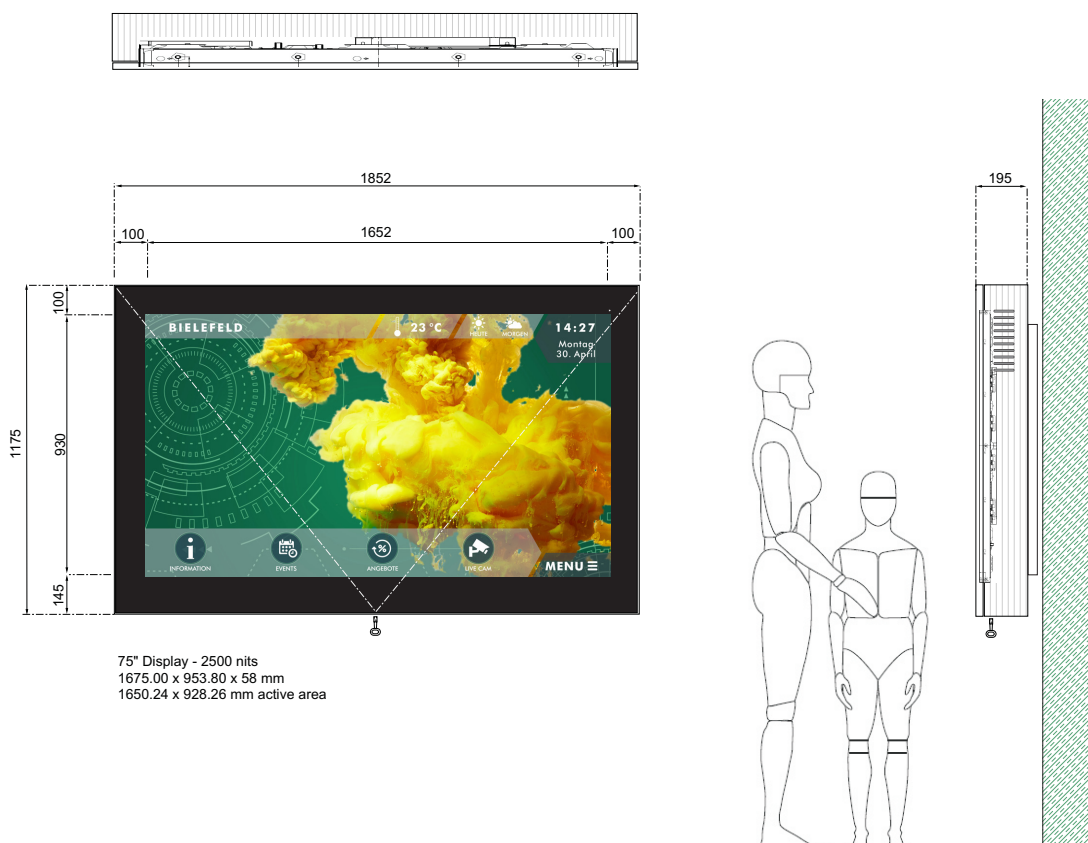 1852
195
100
1652
100
100
930
1175
145
BIELEFELD
23 °C
HEUTE
MORGEN
14:27
Montag
30. April
INFORMATION
EVENTS
%
ANGEBOTE
LIVE CAM
MENU
75" Display - 2500 nits
1675.00 x 953.80 x 58 mm
1650.24 x 928.26 mm active area